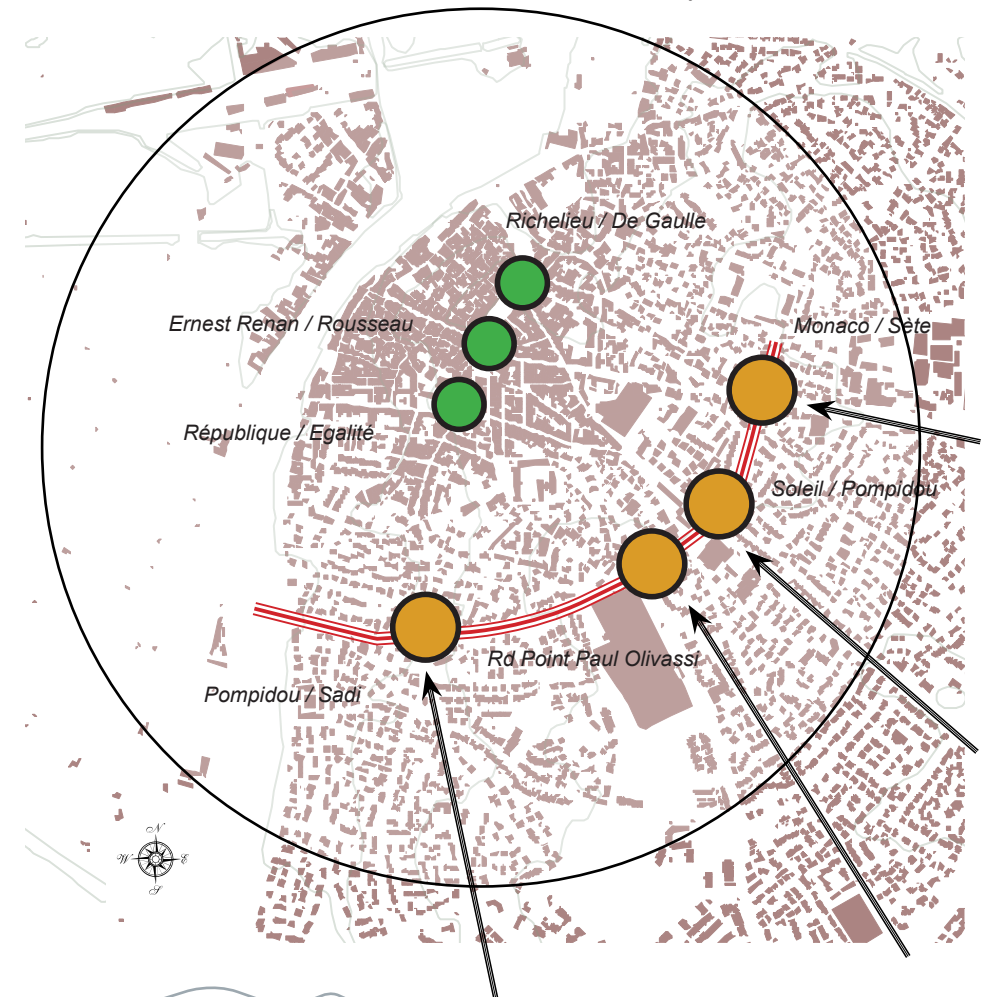 Richelieu / De Gaulle
Ernest Renan / Rousseau
Monaco / Sète
République / Egalité
Soleil / Pompidou
Rd Point Paul Olivassi
Pompidou / Sadi
N
W E
S